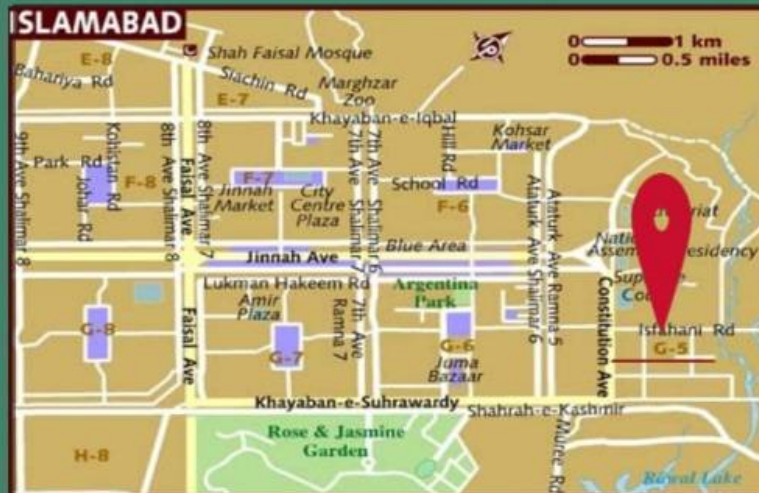 ISLAMABAD
0 1 km
0 0.5 miles
E-8
Shah Faisal Mosque
Bahariya Rd
Siachin Rd
Marghzar
Zoo
E-7
Khayaban-e-Iqbal
Kohsar
Market
9th Ave Shalimar 8
Park Rd
Kohistan Rd
Johar Rd
F-8
8th Ave Shalimar 8
Faisal Ave
8th Ave Shalimar 7
F-7
Jinnah
Market
City
Centre
Plaza
7th Ave Shalimar 7
7th Ave Shalimar 6
Hill Rd
School Rd
F-6
Ataturk Ave Shalimar 6
Ataturk Ave Ramna 5
Blue Area
Jinnah Ave
Lukman Hakeem Rd
Amir
Plaza
Argentina
Park
Constitution Ave
Isfahani Rd
G-5
G-8
Faisal Ave
G-7
7th Ave
Ramna 7
G-6
Juma
Bazaar
Khayaban-e-Suhrawardy
Shahrah-e-Kashmir
Rose & Jasmine
Garden
H-8
Muree Rd
Rawal Lake